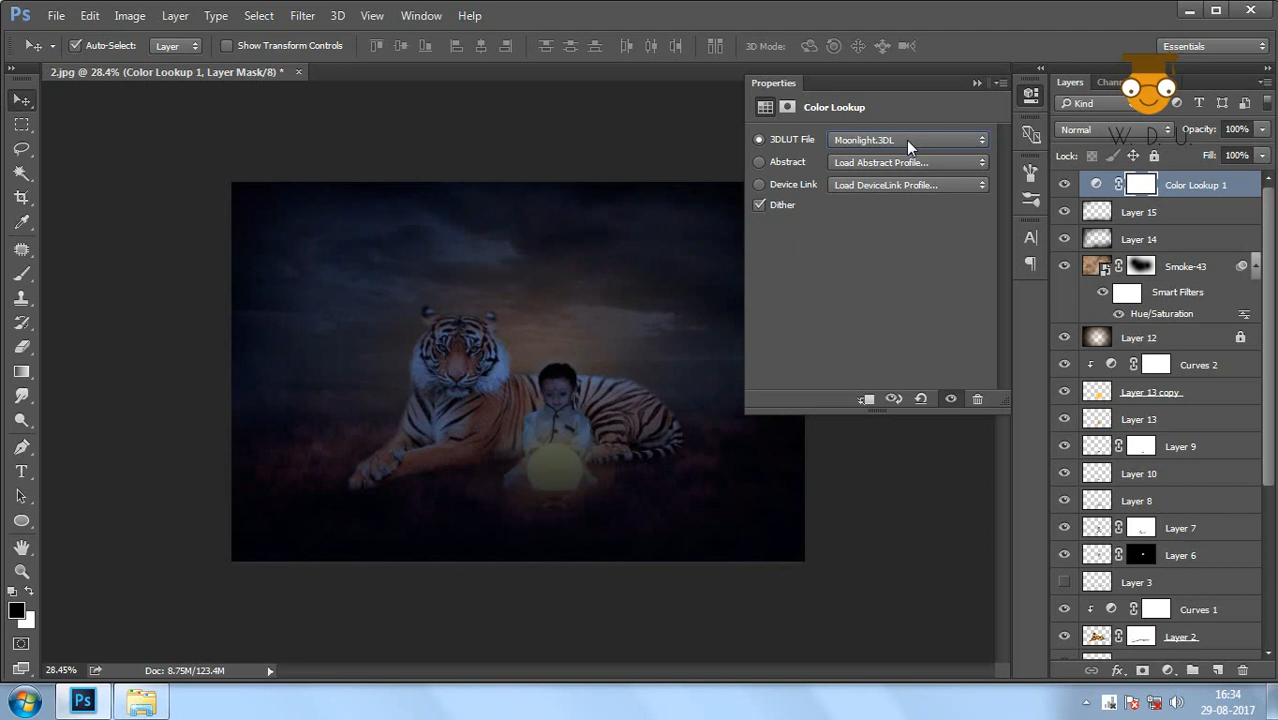 Ps File Edit Image Layer Type Select Filter 3D View Window Help
Auto-Select: Layer Show Transform Controls 3D Mode: Essentials
2.jpg @ 28.4% (Color Lookup 1, Layer Mask/8) * ×
Properties
Color Lookup
3DLUT File Moonlight.3DL
Abstract Load Abstract Profile...
Device Link Load DeviceLink Profile...
Dither
Layers
Kind
W. D. U.
Normal Opacity: 100%
Lock: Fill: 100%
Color Lookup 1
Layer 15
Layer 14
Smoke-43
Smart Filters
Hue/Saturation
Layer 12
Curves 2
Layer 13 copy
Layer 13
Layer 9
Layer 10
Layer 8
Layer 7
Layer 6
Layer 3
Curves 1
Layer 2
fx
28.45% Doc: 8.75M/123.4M
Ps
16:34
29-08-2017